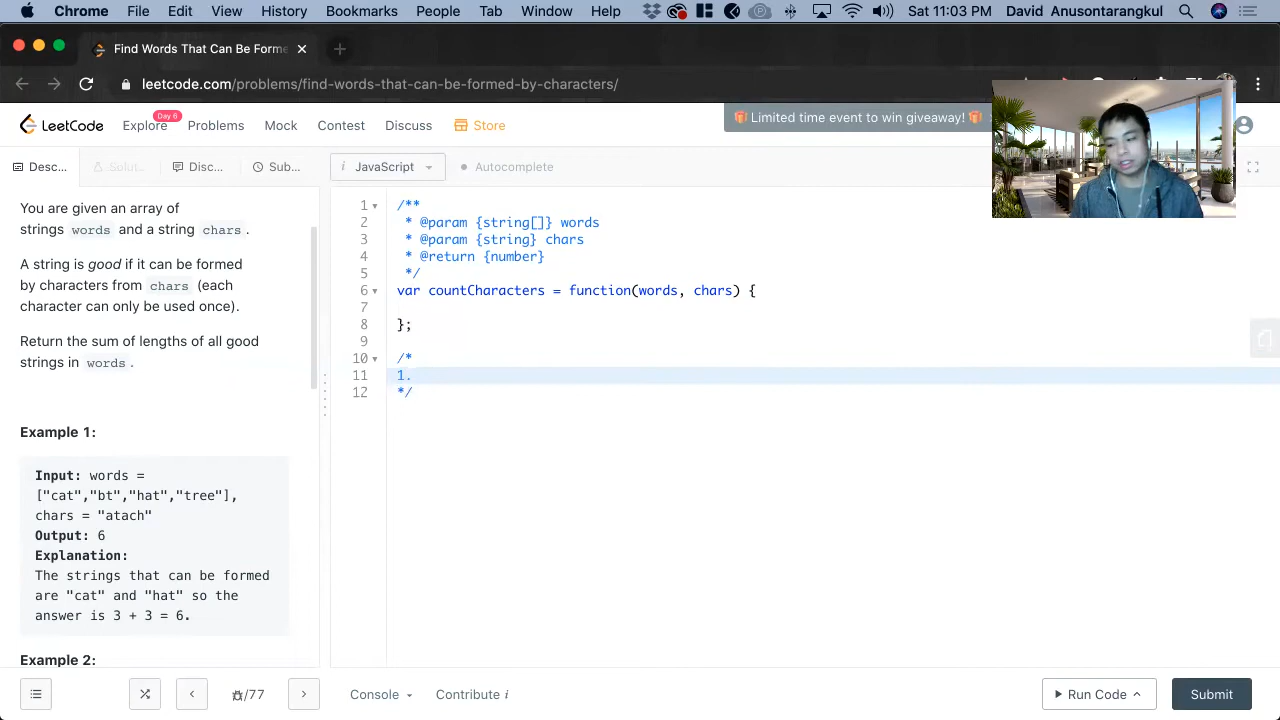 Chrome File Edit View History Bookmarks People Tab Window Help Sat 11:03 PM David Anusontarangkul
Find Words That Can Be Forme
leetcode.com/problems/find-words-that-can-be-formed-by-characters/
LeetCode Explore Day 6 Problems Mock Contest Discuss Store
Limited time event to win giveaway!
Desc... Solut... Disc... Sub...
i JavaScript Autocomplete
You are given an array of
strings words and a string chars.
A string is good if it can be formed
by characters from chars (each
character can only be used once).
Return the sum of lengths of all good
strings in words.
Example 1:
Input: words =
["cat","bt","hat","tree"],
chars = "atach"
Output: 6
Explanation:
The strings that can be formed
are "cat" and "hat" so the
answer is 3 + 3 = 6.
Example 2:
1 /**
2 * @param {string[]} words
3 * @param {string} chars
4 * @return {number}
5 */
6 var countCharacters = function(words, chars) {
7
8 };
9
10 /*
11 1.
12 */
/77
Console Contribute i
Run Code Submit